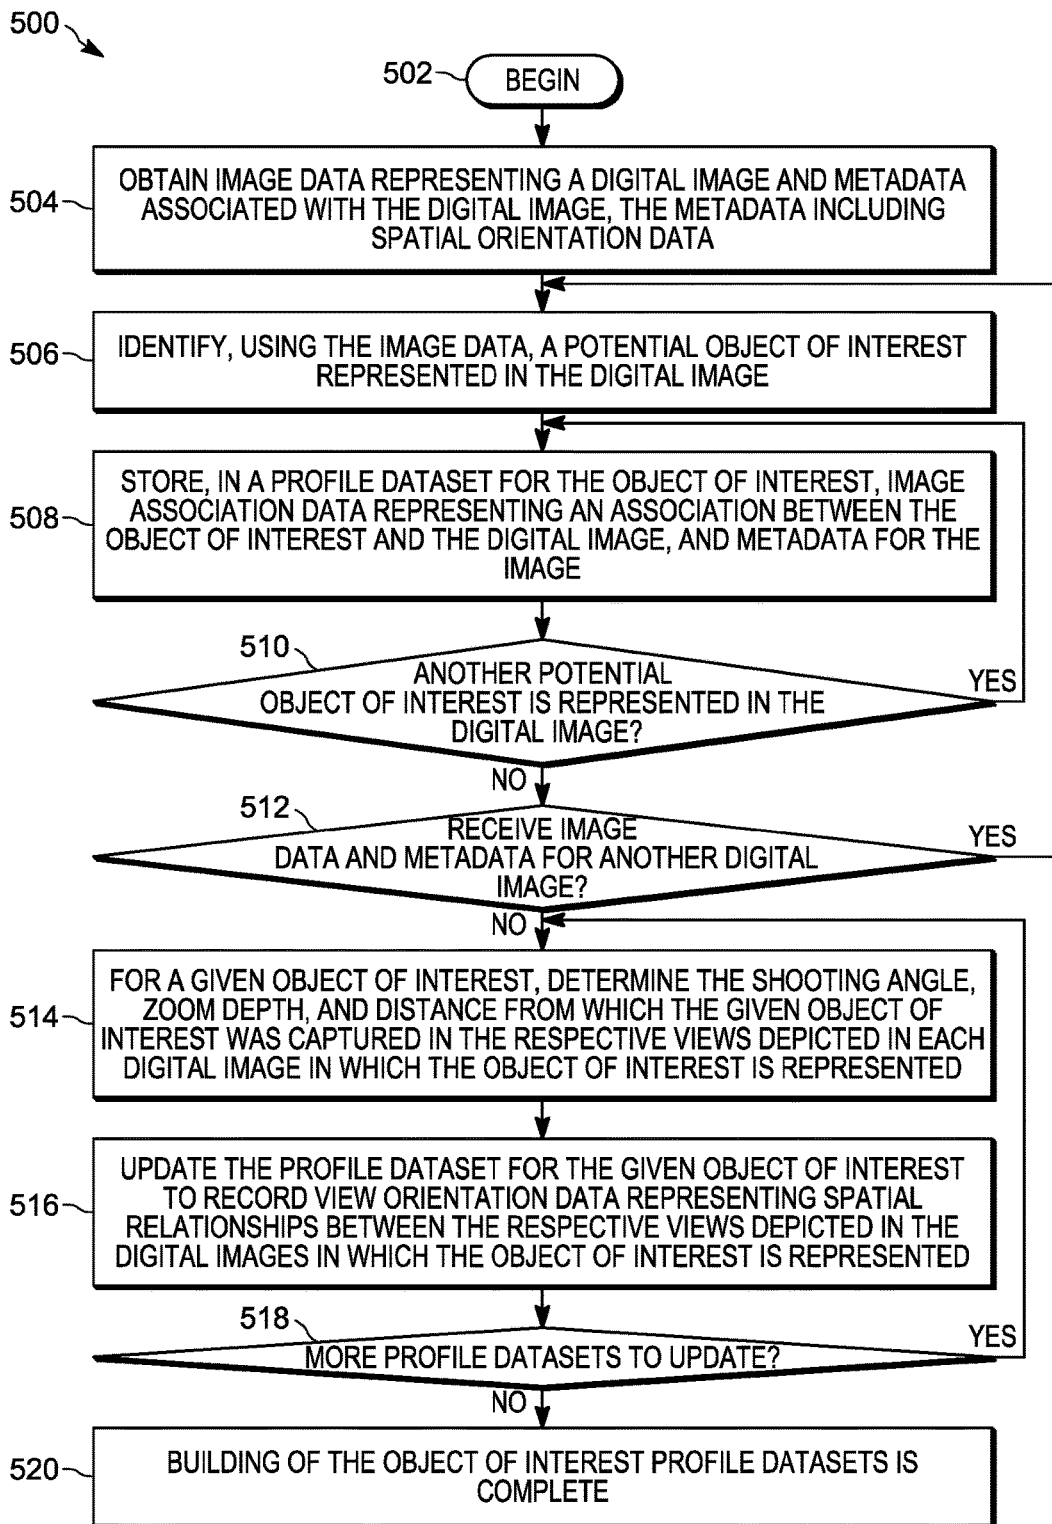 500
502
BEGIN
504
OBTAIN IMAGE DATA REPRESENTING A DIGITAL IMAGE AND METADATA
ASSOCIATED WITH THE DIGITAL IMAGE, THE METADATA INCLUDING
SPATIAL ORIENTATION DATA
506
IDENTIFY, USING THE IMAGE DATA, A POTENTIAL OBJECT OF INTEREST
REPRESENTED IN THE DIGITAL IMAGE
508
STORE, IN A PROFILE DATASET FOR THE OBJECT OF INTEREST, IMAGE
ASSOCIATION DATA REPRESENTING AN ASSOCIATION BETWEEN THE
OBJECT OF INTEREST AND THE DIGITAL IMAGE, AND METADATA FOR THE
IMAGE
510
ANOTHER POTENTIAL
OBJECT OF INTEREST IS REPRESENTED IN THE
DIGITAL IMAGE?
YES
NO
512
RECEIVE IMAGE
DATA AND METADATA FOR ANOTHER DIGITAL
IMAGE?
YES
NO
514
FOR A GIVEN OBJECT OF INTEREST, DETERMINE THE SHOOTING ANGLE,
ZOOM DEPTH, AND DISTANCE FROM WHICH THE GIVEN OBJECT OF
INTEREST WAS CAPTURED IN THE RESPECTIVE VIEWS DEPICTED IN EACH
DIGITAL IMAGE IN WHICH THE OBJECT OF INTEREST IS REPRESENTED
516
UPDATE THE PROFILE DATASET FOR THE GIVEN OBJECT OF INTEREST
TO RECORD VIEW ORIENTATION DATA REPRESENTING SPATIAL
RELATIONSHIPS BETWEEN THE RESPECTIVE VIEWS DEPICTED IN THE
DIGITAL IMAGES IN WHICH THE OBJECT OF INTEREST IS REPRESENTED
518
MORE PROFILE DATASETS TO UPDATE?
YES
NO
520
BUILDING OF THE OBJECT OF INTEREST PROFILE DATASETS IS
COMPLETE